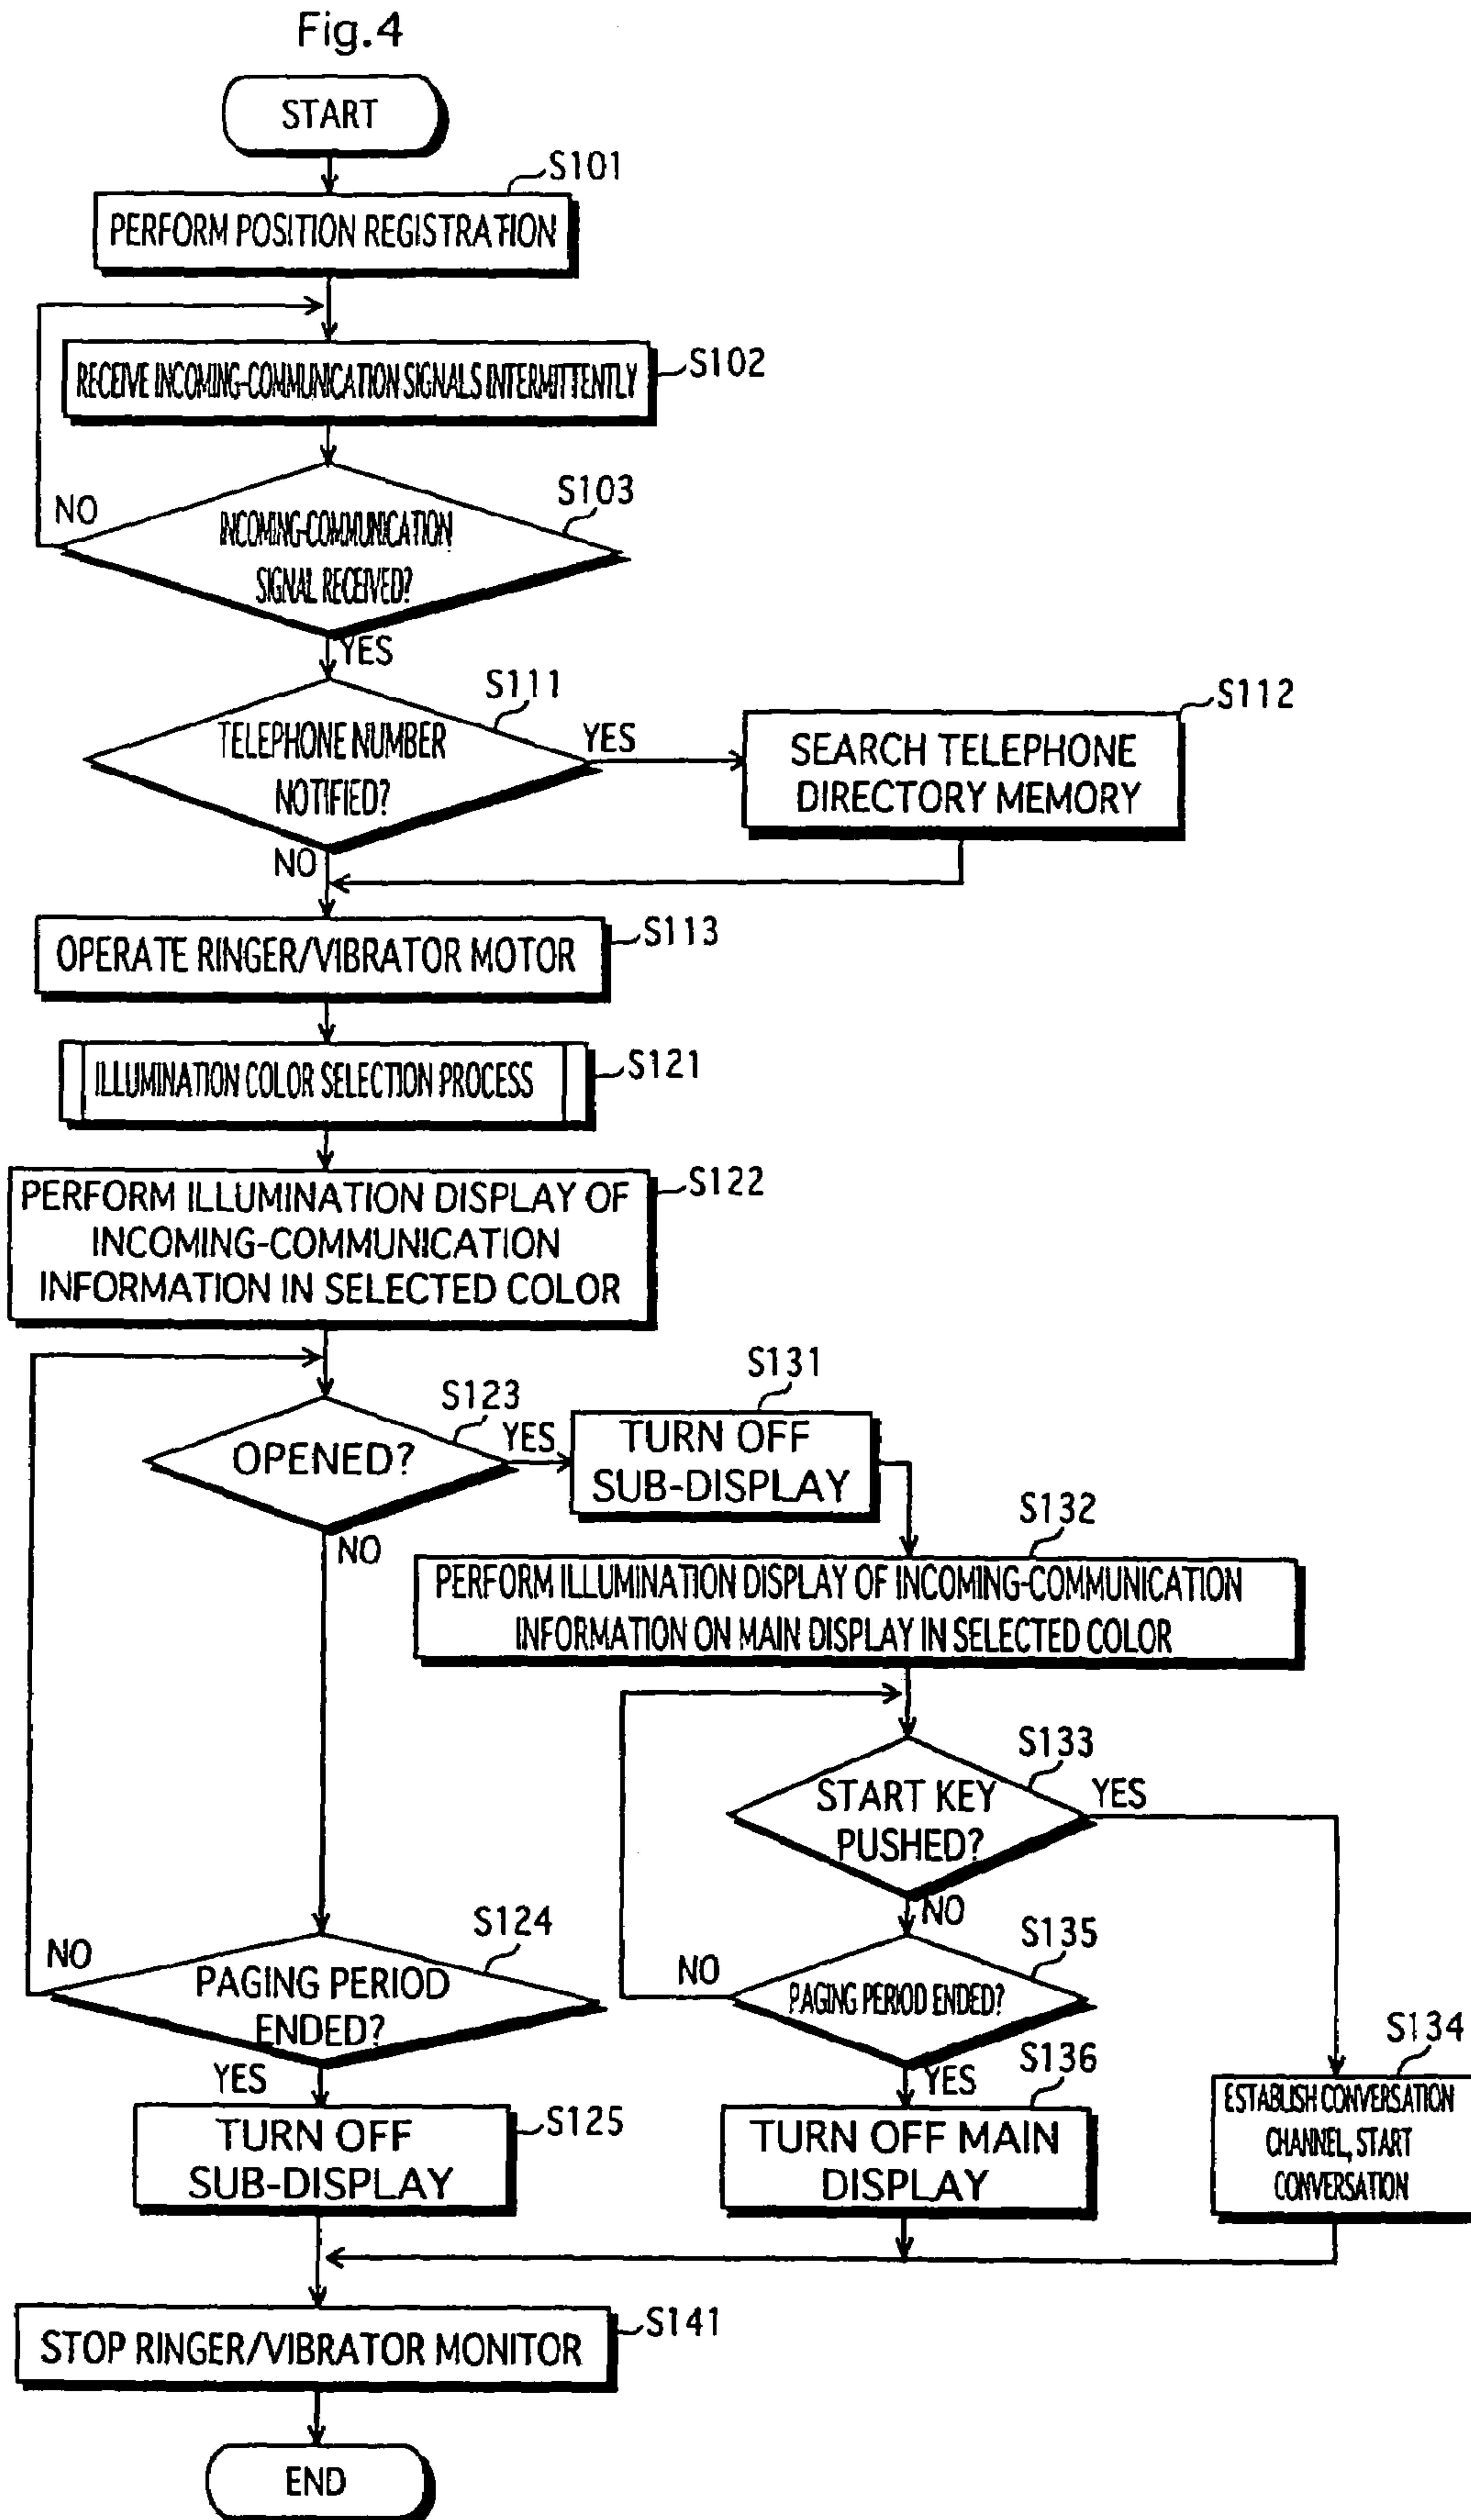 Fig.4
START
S101
PERFORM POSITION REGISTRATION
RECEIVE INCOMING-COMMUNICATION SIGNALS INTERMITTENTLY
S102
S103
NO
INCOMING-COMMUNICATION
SIGNAL RECEIVED?
YES
S111
TELEPHONE NUMBER
NOTIFIED?
YES
S112
SEARCH TELEPHONE
DIRECTORY MEMORY
NO
OPERATE RINGER/VIBRATOR MOTOR
S113
ILLUMINATION COLOR SELECTION PROCESS
S121
PERFORM ILLUMINATION DISPLAY OF
INCOMING-COMMUNICATION
INFORMATION IN SELECTED COLOR
S122
S123
OPENED?
YES
S131
TURN OFF
SUB-DISPLAY
NO
S132
PERFORM ILLUMINATION DISPLAY OF INCOMING-COMMUNICATION
INFORMATION ON MAIN DISPLAY IN SELECTED COLOR
S133
START KEY
PUSHED?
YES
NO
S124
NO
PAGING PERIOD
ENDED?
YES
S135
NO
PAGING PERIOD ENDED?
YES
S134
ESTABLISH CONVERSATION
CHANNEL, START
CONVERSATION
TURN OFF
SUB-DISPLAY
S125
S136
TURN OFF MAIN
DISPLAY
STOP RINGER/VIBRATOR MONITOR
S141
END